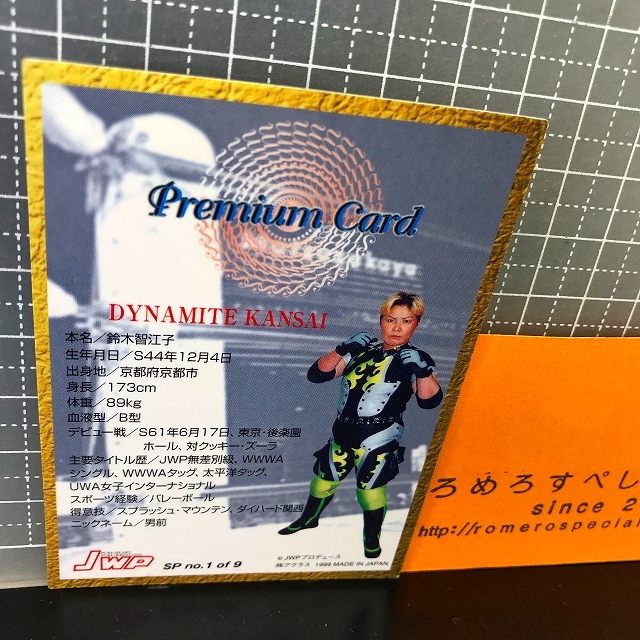 Premium Card
DYNAMITE KANSAI
本名／鈴木智江子
生年月日／S44年12月4日
出身地／京都府京都市
身長／173cm
体重／89kg
血液型／B型
デビュー戦／S61年6月17日、東京・後楽園
ホール、対クッキー・ズーラ
主要タイトル歴／JWP無差別級、WWWA
シングル、WWWAタッグ、太平洋タッグ、
UWA女子インターナショナル
スポーツ経験／バレーボール
得意技／スプラッシュ・マウンテン、ダイハード関西
ニックネーム／男前
JWP
SP no.1 of 9
© JWPプロデュース
㈱アクラス 1999 MADE IN JAPAN
ろめろすぺし
since 2
http://romerospecial